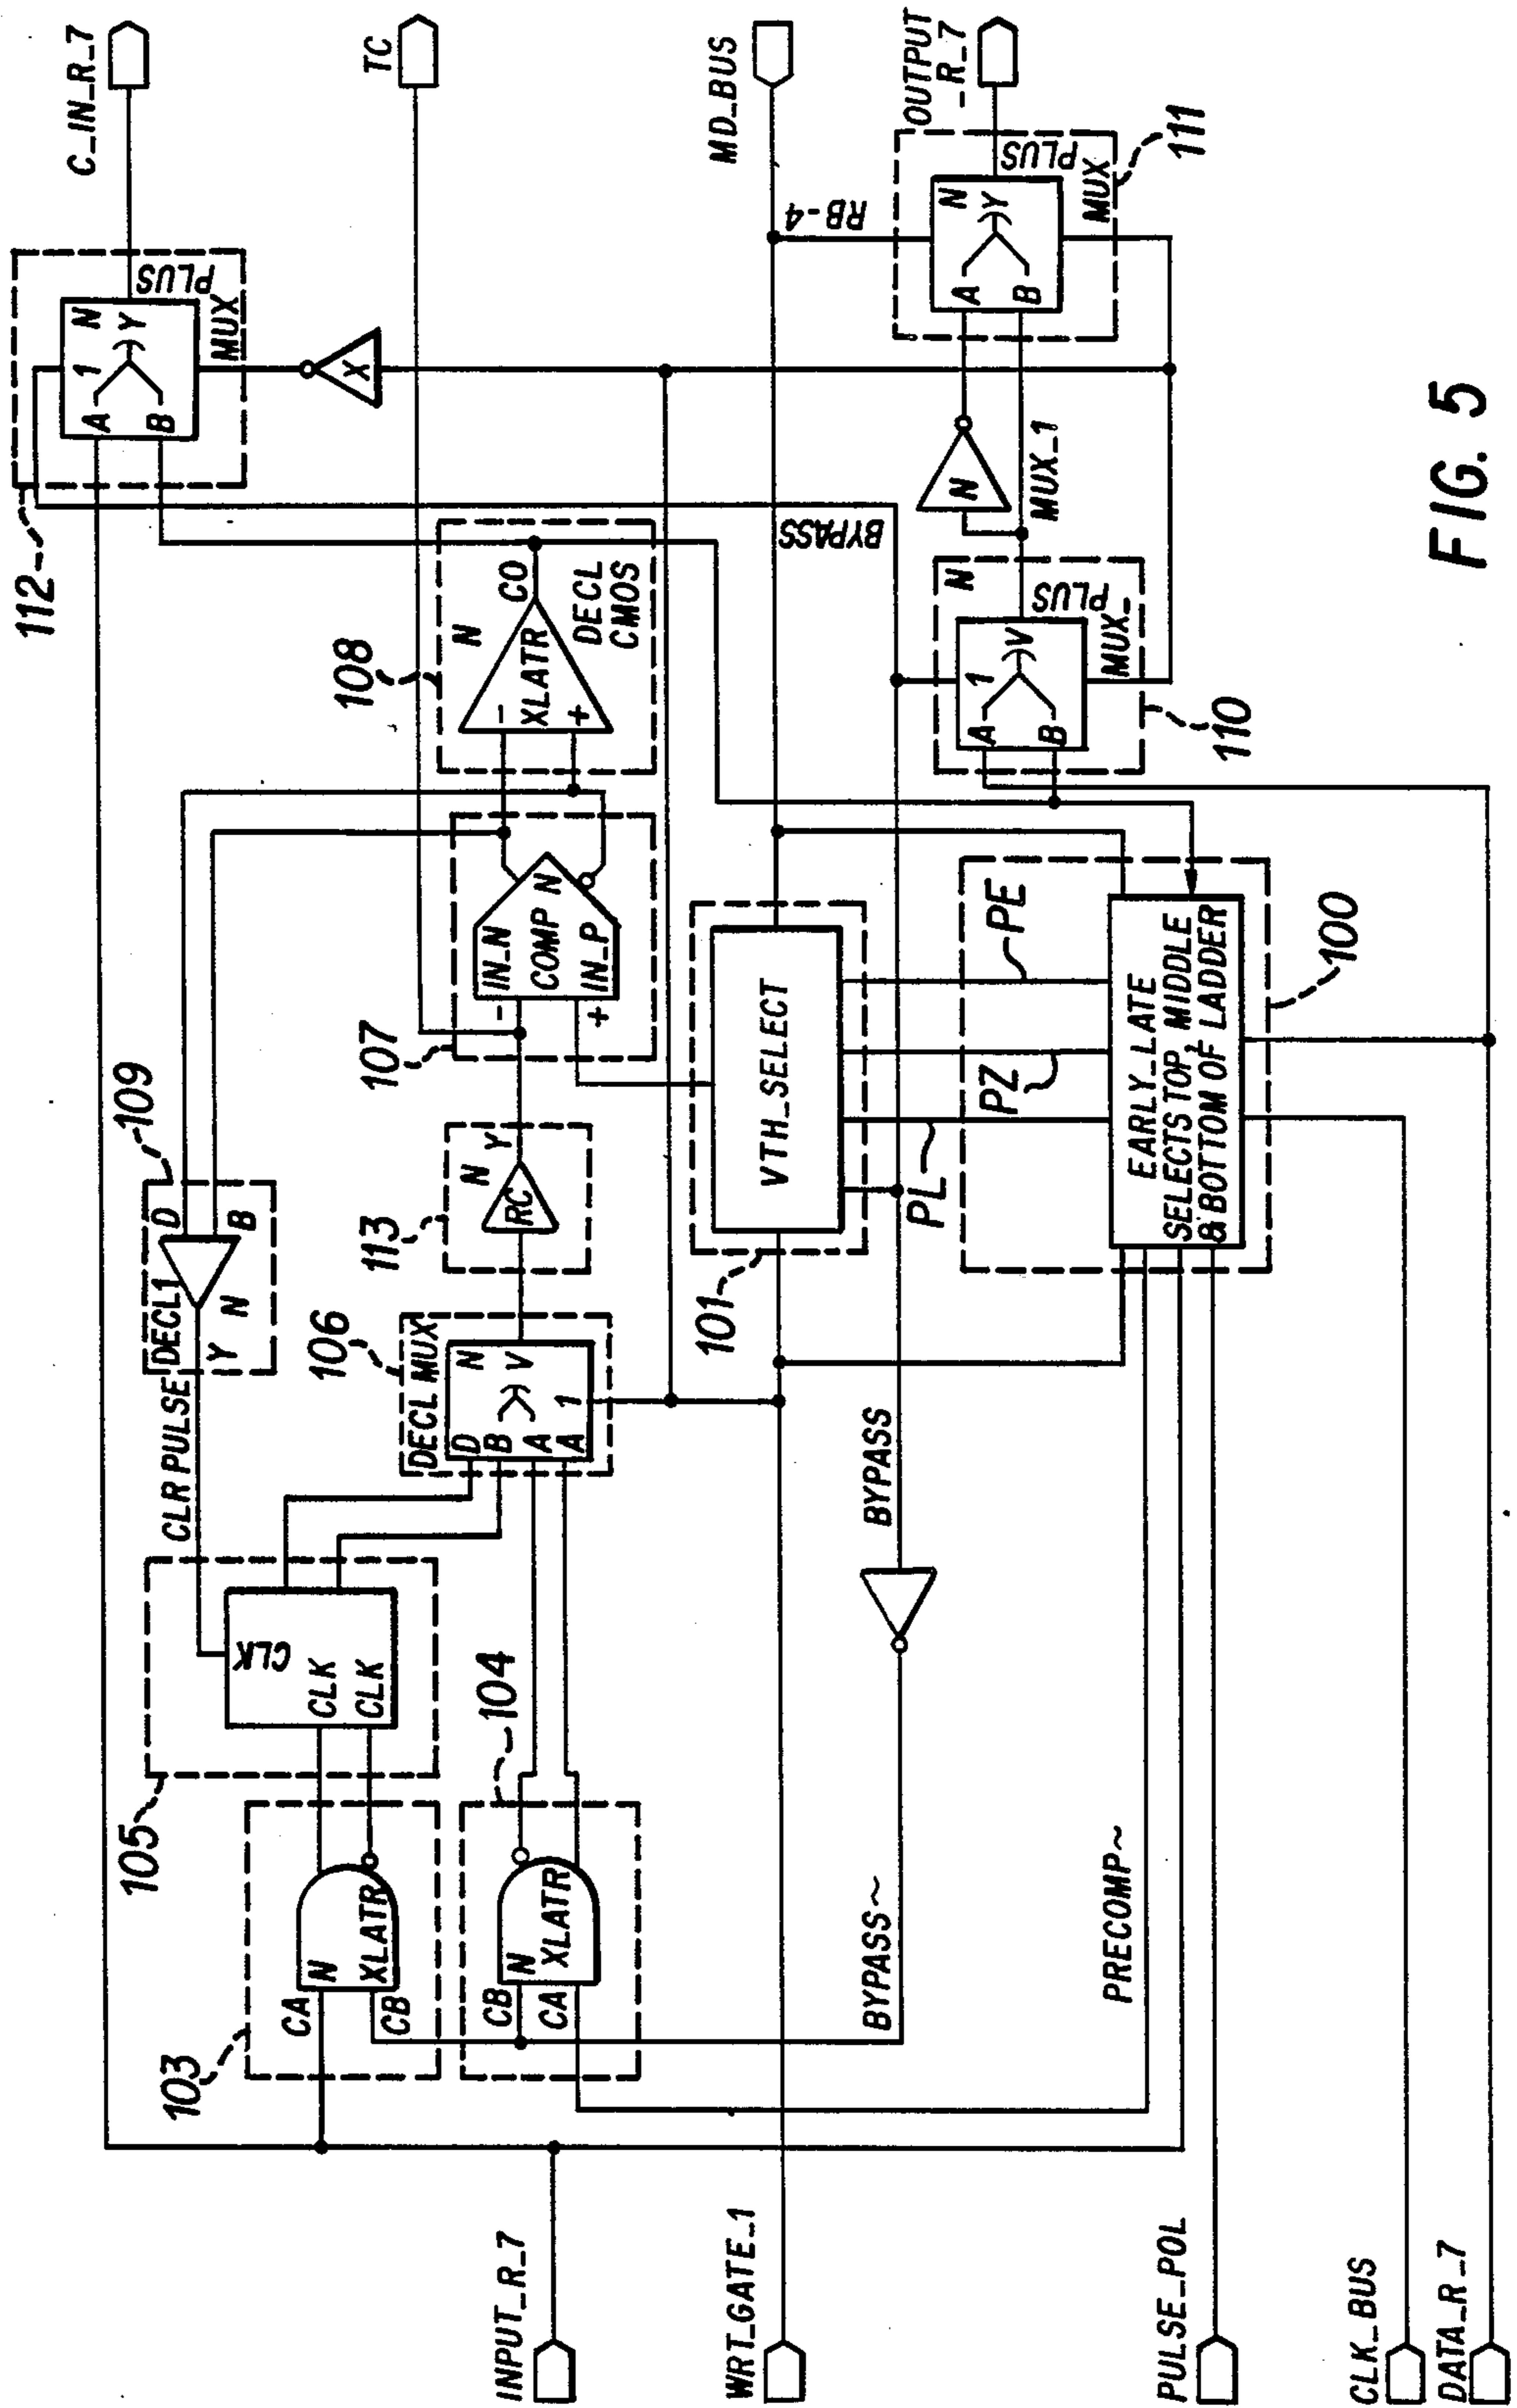 C_IN_R_7
TC
MD_BUS
OUTPUT
-R_7
112
1 N
A
Y
B
PLUS
MUX
X
RB-4
N
A
Y
B
PLUS
MUX
111
N
MUX_1
BYPASS
108
N
CO
-
XLATR
+
DECL
CMOS
N
1
A
V
B
PLUS
MUX_
110
107
-
IN_N
COMP
N
IN_P
+
109
D
B
DECL1
Y
N
CLR PULSE
113
N
Y
RC
106
DECL MUX
D
N
B
V
A
A
1
101
VTH_SELECT
PE
PZ
PL
EARLY_LATE
SELECTS TOP, MIDDLE
& BOTTOM OF LADDER
100
BYPASS
105
CLK
CLK
CLK
104
N
XLATR
CB
CA
103
CA
N
XLATR
CB
BYPASS~
PRECOMP~
INPUT_R_7
WRT_GATE_1
PULSE_POL
CLK_BUS
DATA_R_7
FIG. 5